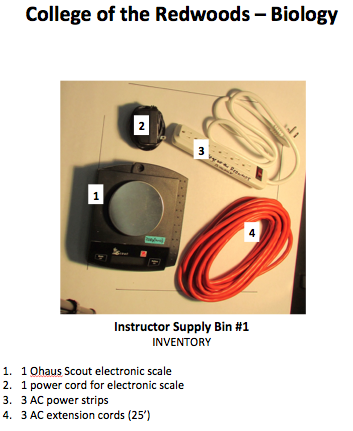 College of the Redwoods – Biology
2
3
1
4
Instructor Supply Bin #1
INVENTORY
1. 1 Ohaus Scout electronic scale
2. 1 power cord for electronic scale
3. 3 AC power strips
4. 3 AC extension cords (25’)